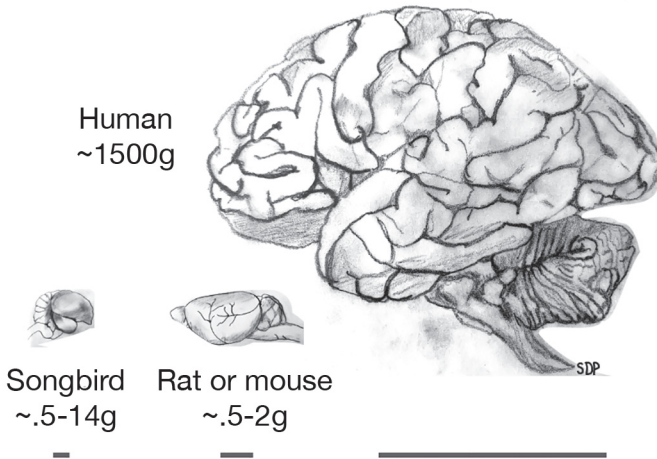 Human
~1500g
SDP
Songbird
~.5-14g
Rat or mouse
~.5-2g